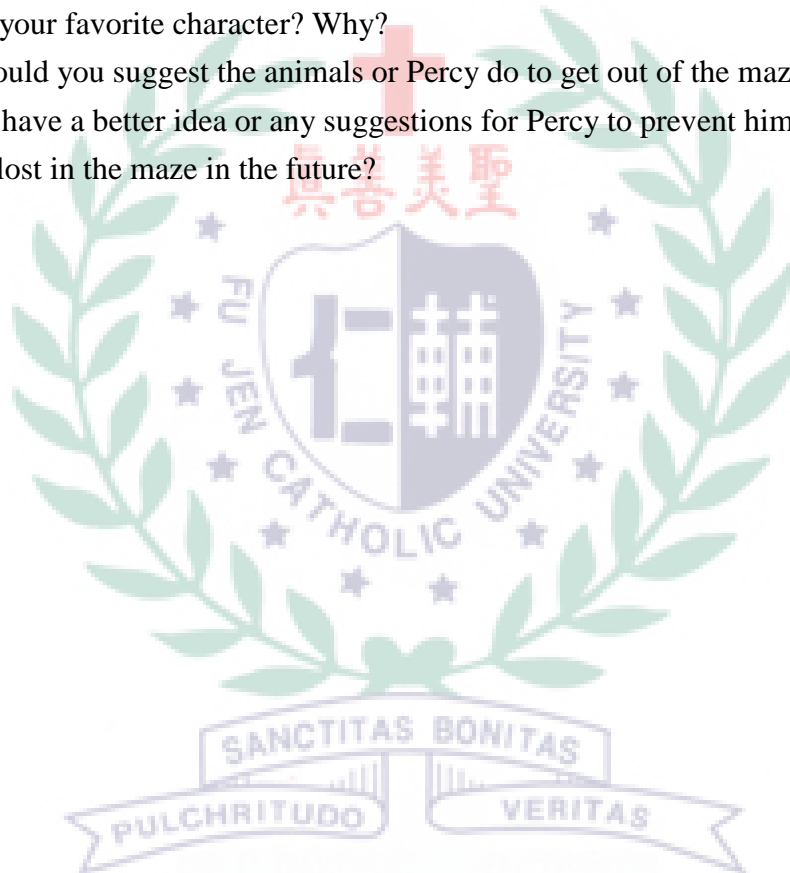 your favorite character? Why?
ould you suggest the animals or Percy do to get out of the maz
have a better idea or any suggestions for Percy to prevent him
lost in the maze in the future?
眞善美聖
FU JEN CATHOLIC UNIVERSITY
仁輔
SANCTITAS BONITAS
PULCHRITUDO VERITAS